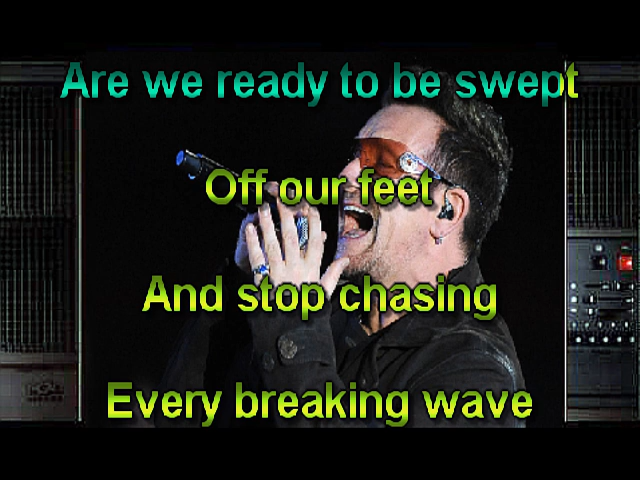 Are we ready to be swept
Off our feet
And stop chasing
Every breaking wave